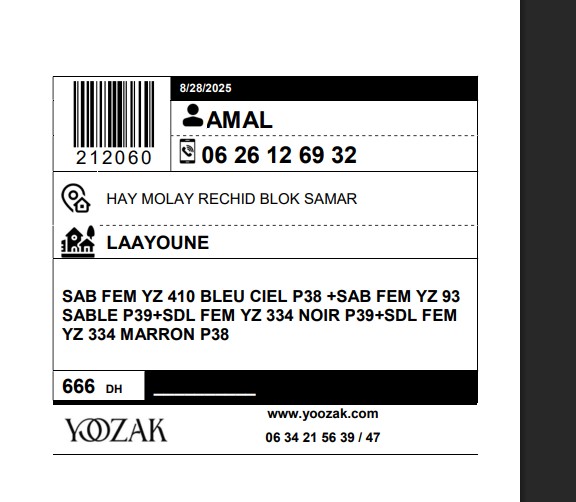 8/28/2025
AMAL
212060
06 26 12 69 32
HAY MOLAY RECHID BLOK SAMAR
LAAYOUNE
SAB FEM YZ 410 BLEU CIEL P38 +SAB FEM YZ 93
SABLE P39+SDL FEM YZ 334 NOIR P39+SDL FEM
YZ 334 MARRON P38
666 DH
YOOZAK
www.yoozak.com
06 34 21 56 39 / 47